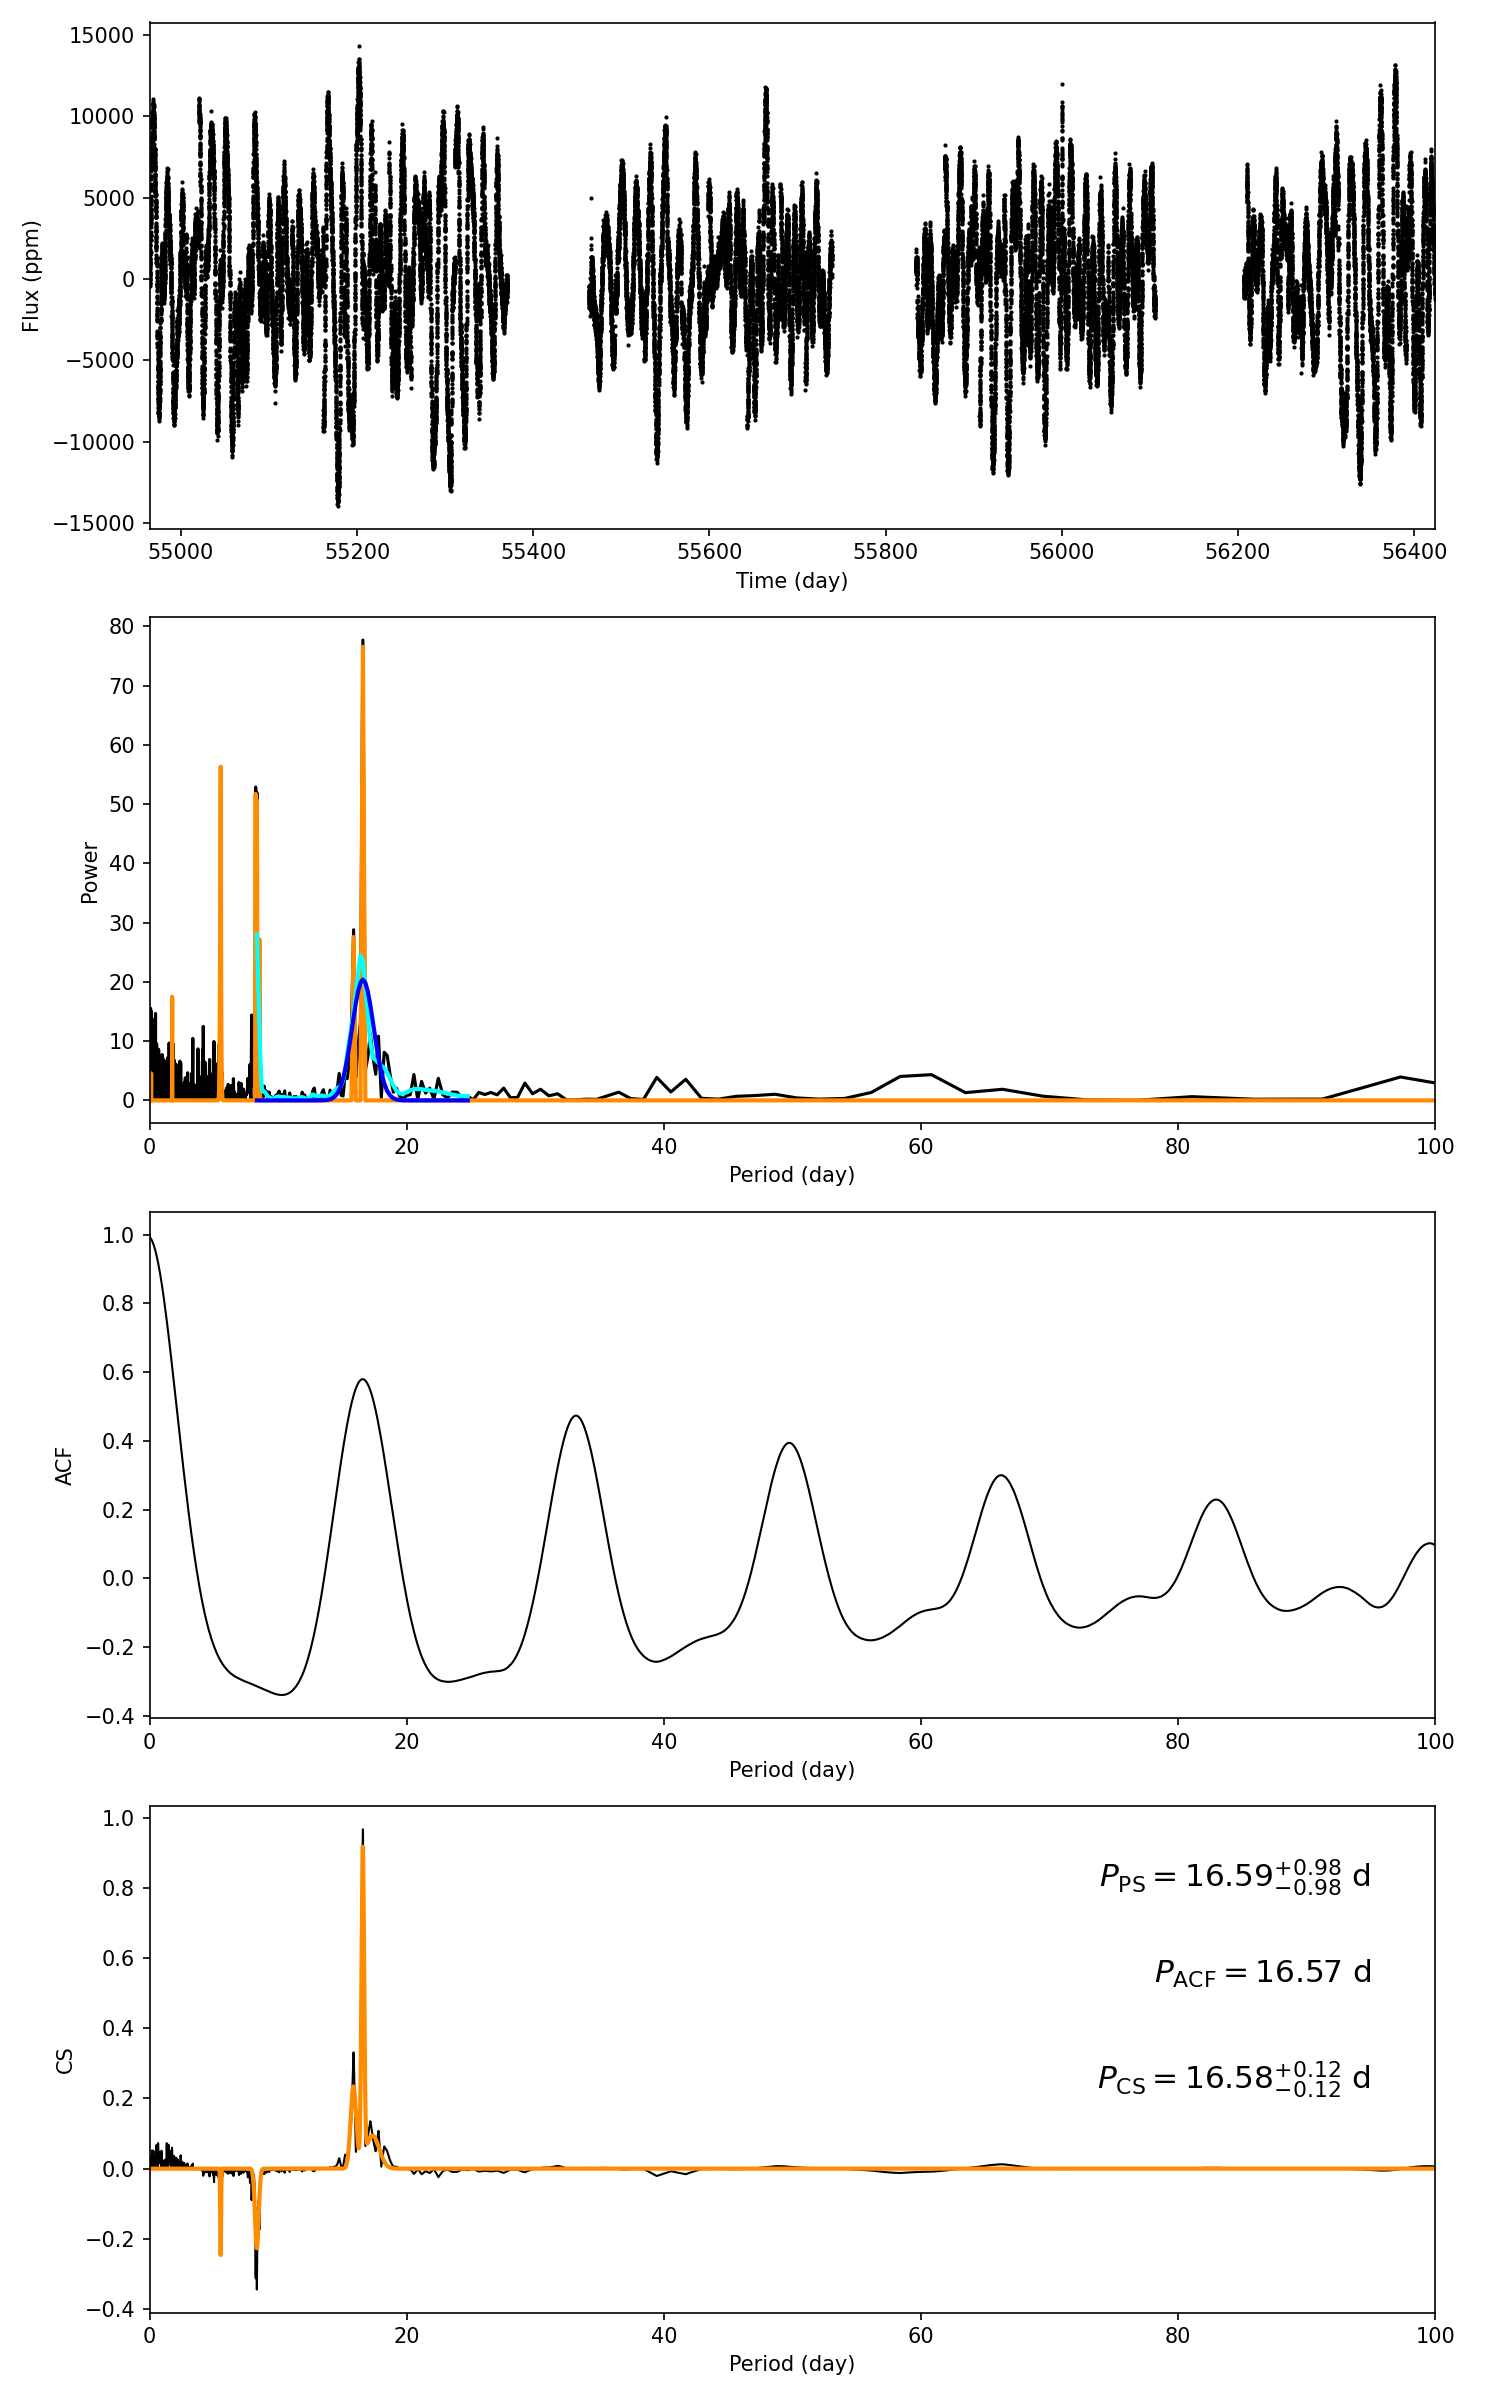 15000
10000
5000
0
−5000
−10000
−15000
Flux (ppm)
55000 55200 55400 55600 55800 56000 56200 56400
Time (day)
80
70
60
50
40
30
20
10
0
Power
0 20 40 60 80 100
Period (day)
1.0
0.8
0.6
0.4
0.2
0.0
−0.2
−0.4
ACF
0 20 40 60 80 100
Period (day)
1.0
0.8
0.6
0.4
0.2
0.0
−0.2
−0.4
CS
P_PS = 16.59 +0.98 −0.98 d
P_ACF = 16.57 d
P_CS = 16.58 +0.12 −0.12 d
0 20 40 60 80 100
Period (day)